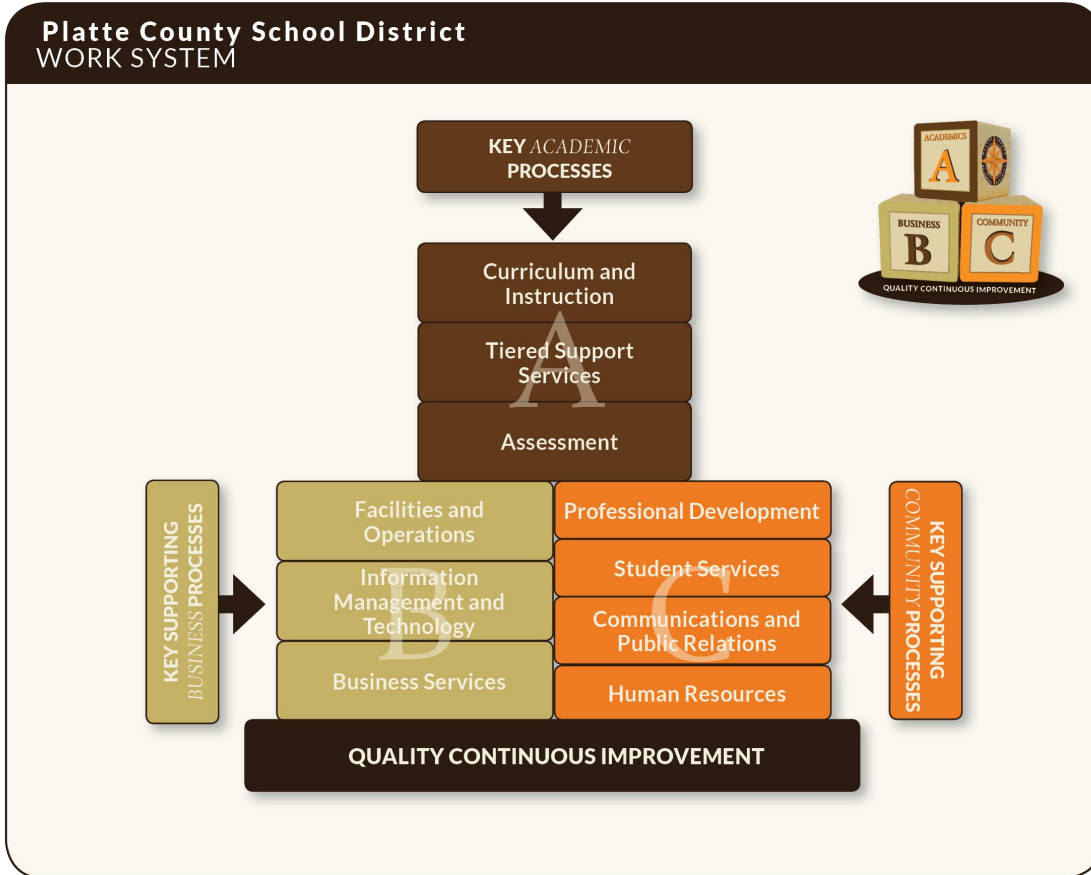 Platte County School District
WORK SYSTEM
KEY ACADEMIC
PROCESSES
ACADEMICS
A
BUSINESS
B
COMMUNITY
C
QUALITY CONTINUOUS IMPROVEMENT
Curriculum and
Instruction
Tiered Support
Services
A
Assessment
KEY SUPPORTING
BUSINESS PROCESSES
Facilities and
Operations
Information
Management and
Technology
B
Business Services
Professional Development
Student Services
Communications and
Public Relations
C
Human Resources
KEY SUPPORTING
COMMUNITY PROCESSES
QUALITY CONTINUOUS IMPROVEMENT